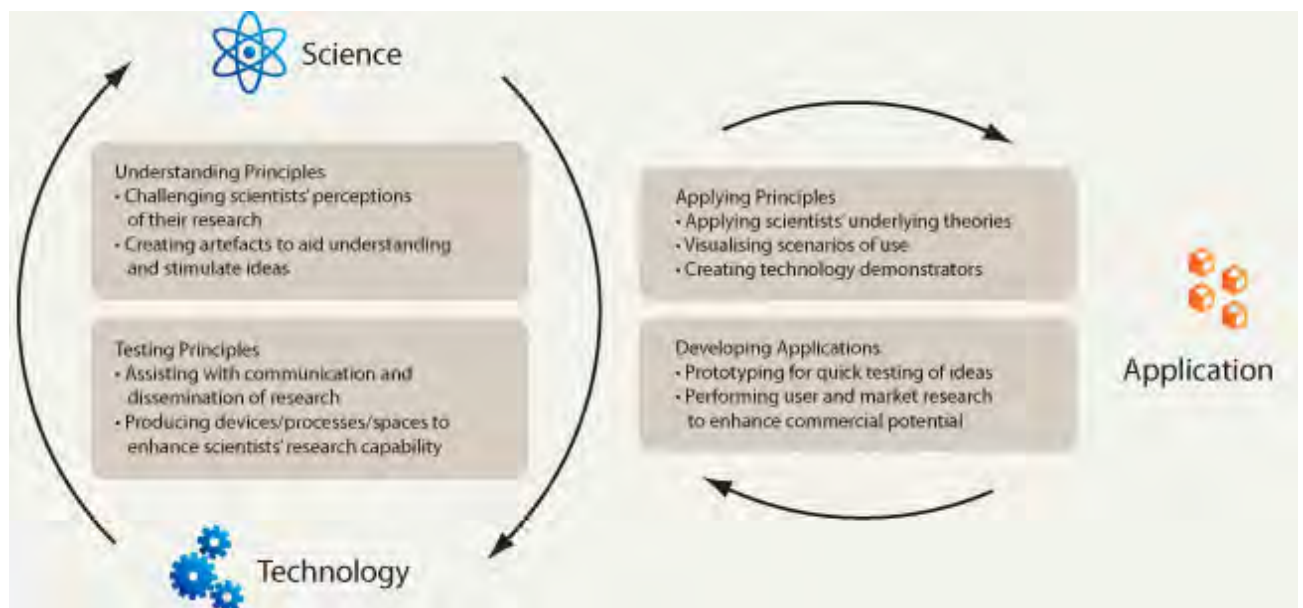 Science
Understanding Principles
• Challenging scientists' perceptions
of their research
• Creating artefacts to aid understanding
and stimulate ideas
Testing Principles
• Assisting with communication and
dissemination of research
• Producing devices/processes/spaces to
enhance scientists' research capability
Technology
Applying Principles
• Applying scientists' underlying theories
• Visualising scenarios of use
• Creating technology demonstrators
Developing Applications
• Prototyping for quick testing of ideas
• Performing user and market research
to enhance commercial potential
Application